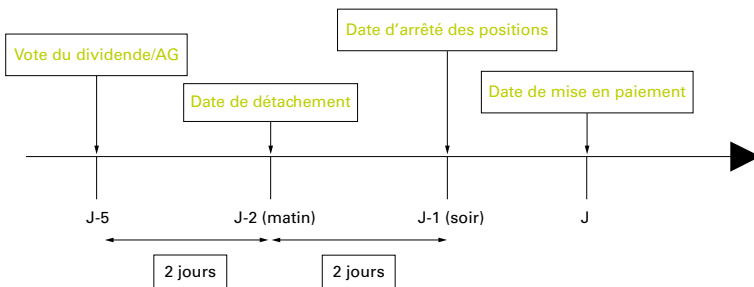 Date d'arrêté des positions
Vote du dividende/AG
Date de détachement
Date de mise en paiement
J-5
J-2 (matin)
J-1 (soir)
J
2 jours
2 jours